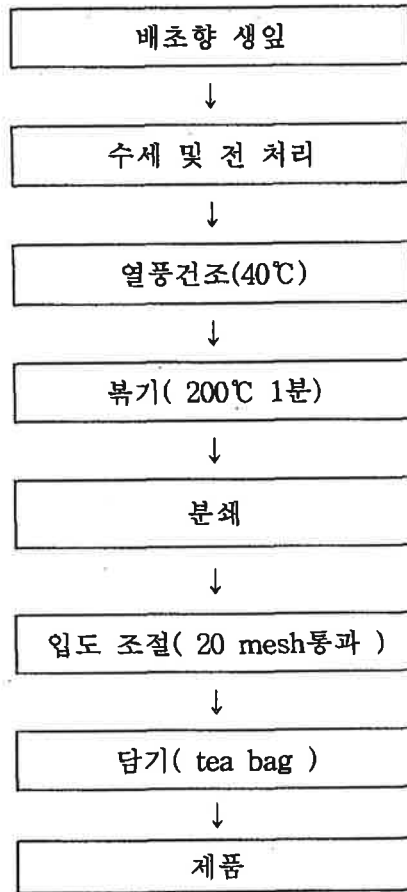 배초향 생잎
↓
수세 및 전 처리
↓
열풍건조(40℃)
↓
볶기( 200℃ 1분)
↓
분쇄
↓
입도 조절( 20 mesh통과 )
↓
담기( tea bag )
↓
제품